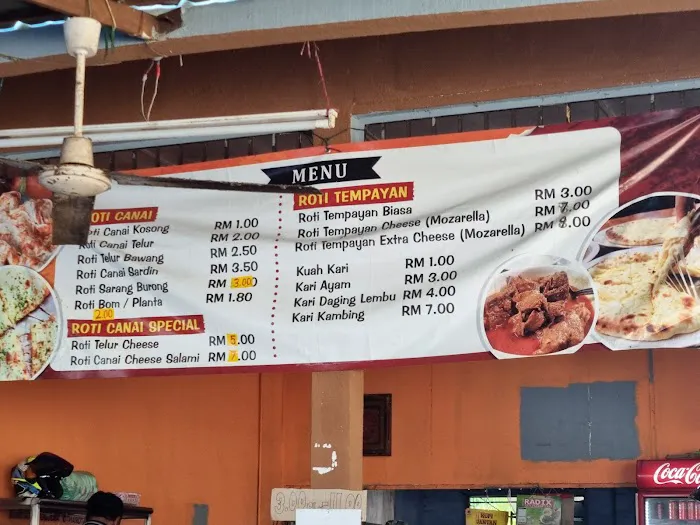 MENU
ROTI CANAI
Roti Canai Kosong RM 1.00
Roti Canai Telur RM 2.00
Roti Telur Bawang RM 2.50
Roti Canai Sardin RM 3.50
Roti Sarang Burong RM 3.00
Roti Bom / Planta RM 1.80
2.00
ROTI CANAI SPECIAL
Roti Telur Cheese RM 5.00
Roti Canai Cheese Salami RM 6.00
ROTI TEMPAYAN
Roti Tempayan Biasa RM 3.00
Roti Tempayan Cheese (Mozarella) RM 7.00
Roti Tempayan Extra Cheese (Mozarella) RM 8.00
Kuah Kari RM 1.00
Kari Ayam RM 3.00
Kari Daging Lembu RM 4.00
Kari Kambing RM 7.00
Coca-Co
RADIX